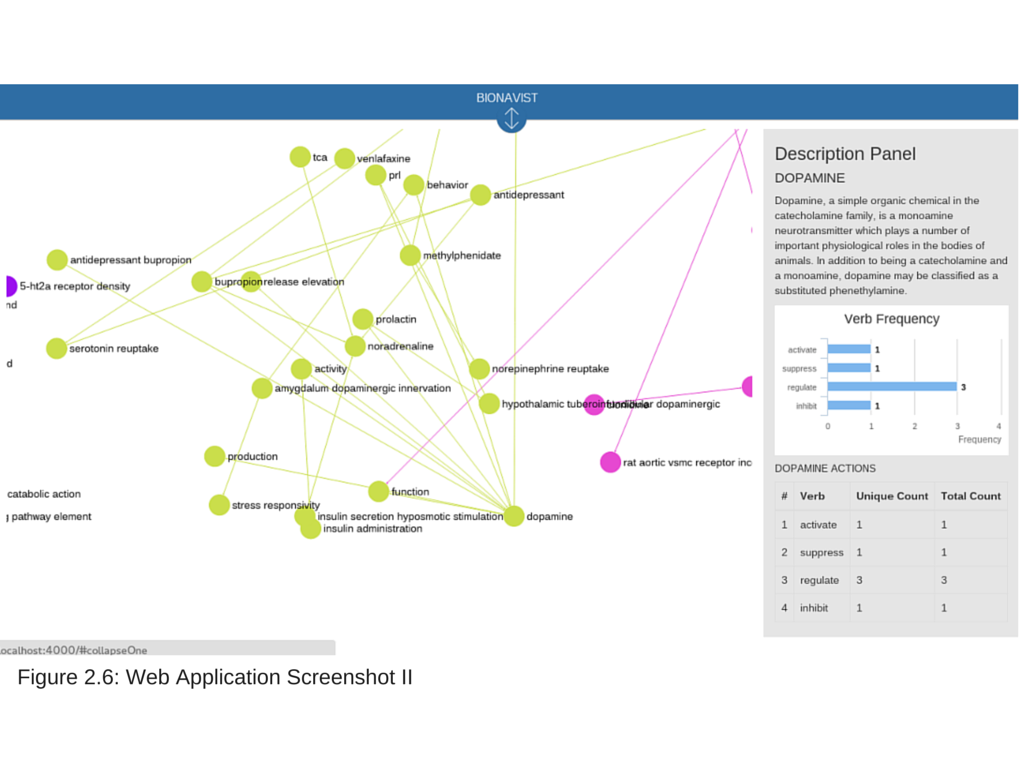 BIONAVIST
tca
venlafaxine
prl
behavior
antidepressant
antidepressant bupropion
methylphenidate
5-ht2a receptor density
bupropion
release elevation
nd
prolactin
noradrenaline
serotonin reuptake
d
activity
norepinephrine reuptake
amygdalum dopaminergic innervation
hypothalamic tuberoinfundibular dopaminergic
production
rat aortic vsmc receptor inc
function
catabolic action
stress responsivity
g pathway element
insulin secretion hyposmotic stimulation
dopamine
insulin administration
Description Panel
DOPAMINE
Dopamine, a simple organic chemical in the
catecholamine family, is a monoamine
neurotransmitter which plays a number of
important physiological roles in the bodies of
animals. In addition to being a catecholamine and
a monoamine, dopamine may be classified as a
substituted phenethylamine.
Verb Frequency
activate 1
suppress 1
regulate 3
inhibit 1
0 1 2 3 4
Frequency
DOPAMINE ACTIONS
# Verb Unique Count Total Count
1 activate 1 1
2 suppress 1 1
3 regulate 3 3
4 inhibit 1 1
ocalhost:4000/#collapseOne
Figure 2.6: Web Application Screenshot II